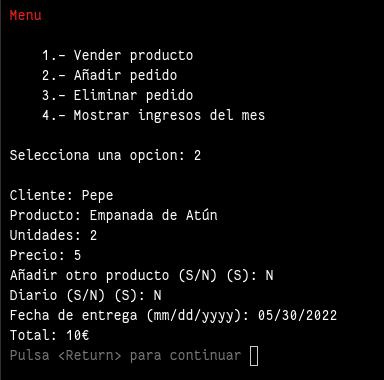 Menu
1.- Vender producto
2.- Añadir pedido
3.- Eliminar pedido
4.- Mostrar ingresos del mes
Selecciona una opcion: 2
Cliente: Pepe
Producto: Empanada de Atún
Unidades: 2
Precio: 5
Añadir otro producto (S/N) (S): N
Diario (S/N) (S): N
Fecha de entrega (mm/dd/yyyy): 05/30/2022
Total: 10€
Pulsa <Return> para continuar